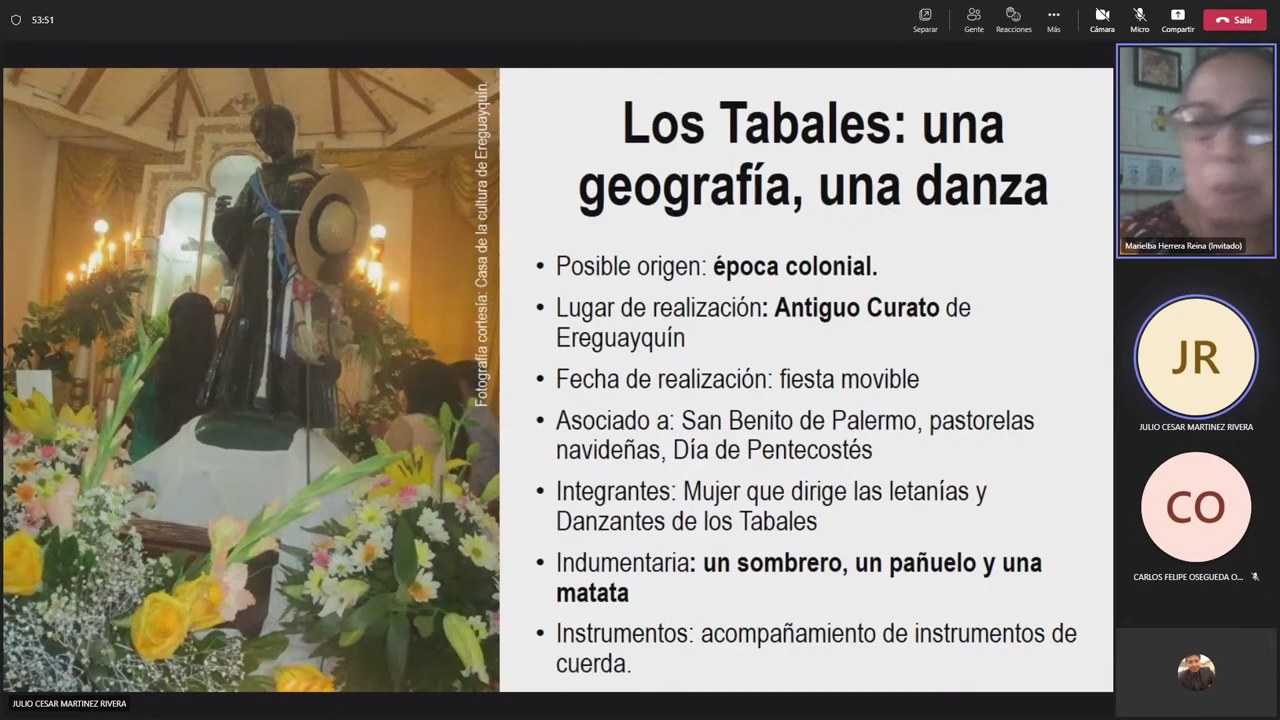 53:51
Separar
Gente
Reacciones
Más
Cámara
Micro
Compartir
Salir
Fotografía cortesía: Casa de la cultura de Ereguayquín.
Los Tabales: una
geografía, una danza
• Posible origen: época colonial.
• Lugar de realización: Antiguo Curato de
Ereguayquín
• Fecha de realización: fiesta movible
• Asociado a: San Benito de Palermo, pastorelas
navideñas, Día de Pentecostés
• Integrantes: Mujer que dirige las letanías y
Danzantes de los Tabales
• Indumentaria: un sombrero, un pañuelo y una
matata
• Instrumentos: acompañamiento de instrumentos de
cuerda.
JULIO CESAR MARTINEZ RIVERA
Marielba Herrera Reina (Invitado)
JR
JULIO CESAR MARTINEZ RIVERA
CO
CARLOS FELIPE OSEGUEDA O...